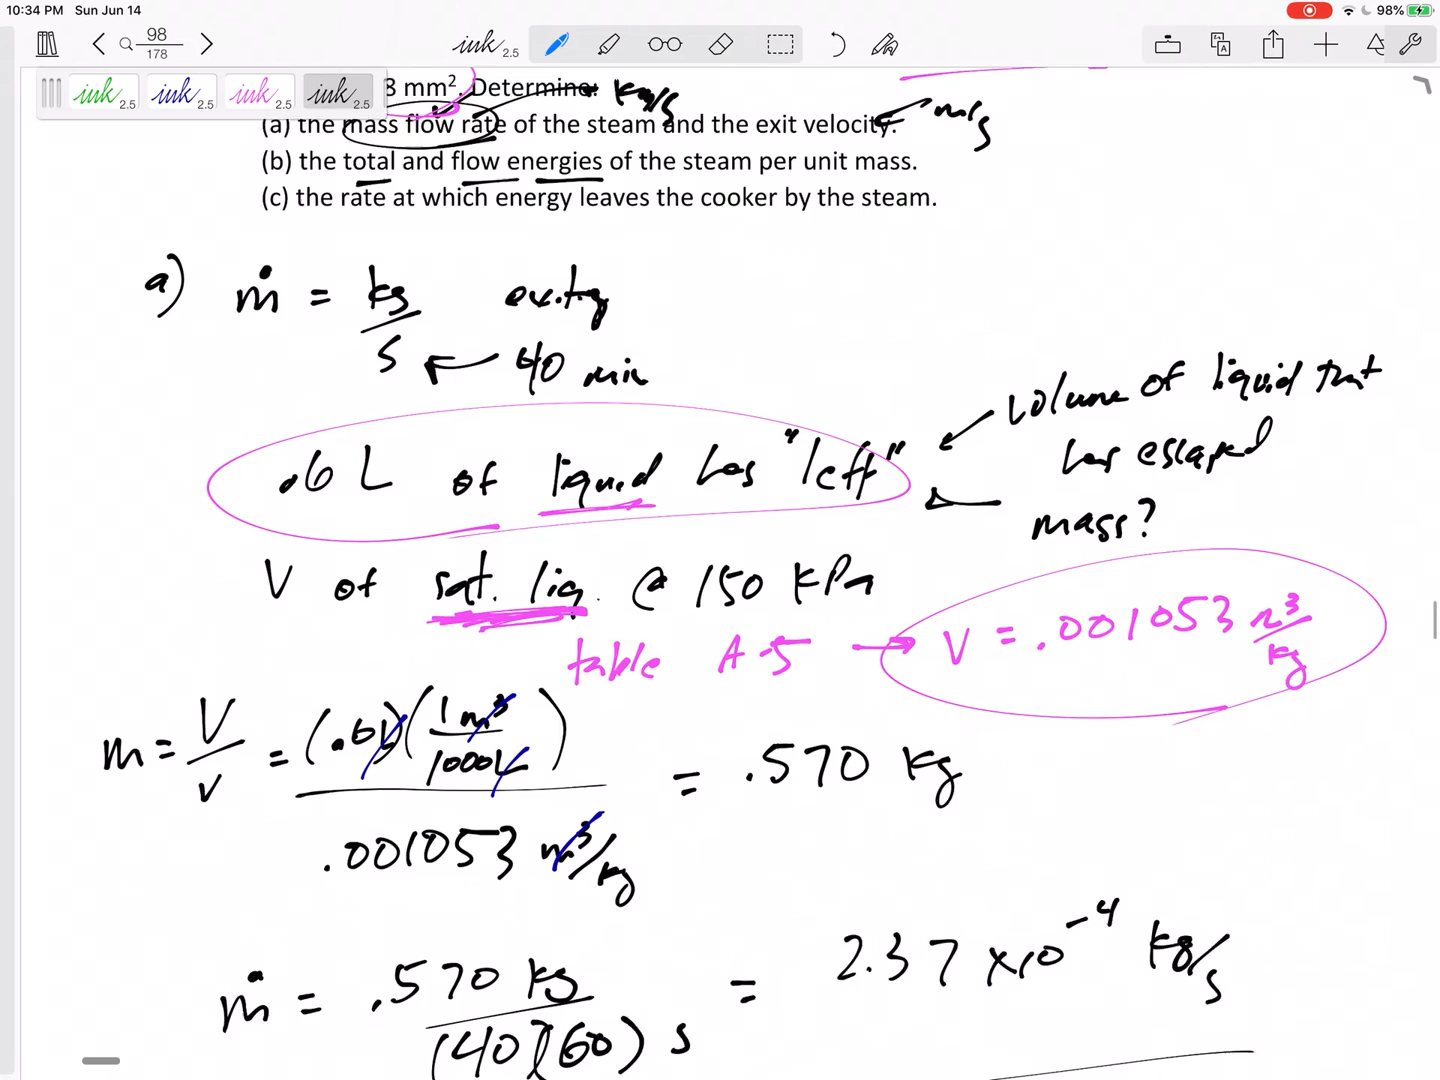 10:34 PM Sun Jun 14
98%
98
178
ink 2.5
ink 2.5 ink 2.5 ink 2.5 ink 2.5
8 mm². Determine: kg/s
(a) the mass flow rate of the steam and the exit velocity. m/s
(b) the total and flow energies of the steam per unit mass.
(c) the rate at which energy leaves the cooker by the steam.
a) ṁ = kg/s exiting
40 min
.6 L of liquid has "left"
volume of liquid that
has escaped
mass?
V of sat. liq. @ 150 kPa
table A-5 → v = .001053 m³/kg
m = V/v = (.6L)(1m³/1000L) / .001053 m³/kg = .570 kg
ṁ = .570 kg / (40)(60) s = 2.37 x10⁻⁴ kg/s